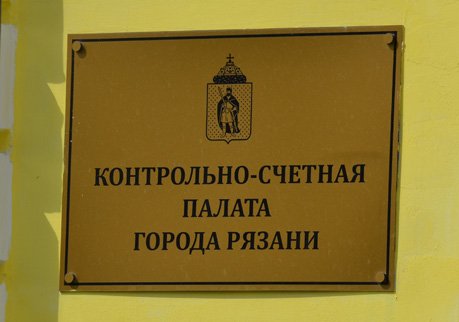 КОНТРОЛЬНО-СЧЕТНАЯ
ПАЛАТА
ГОРОДА РЯЗАНИ